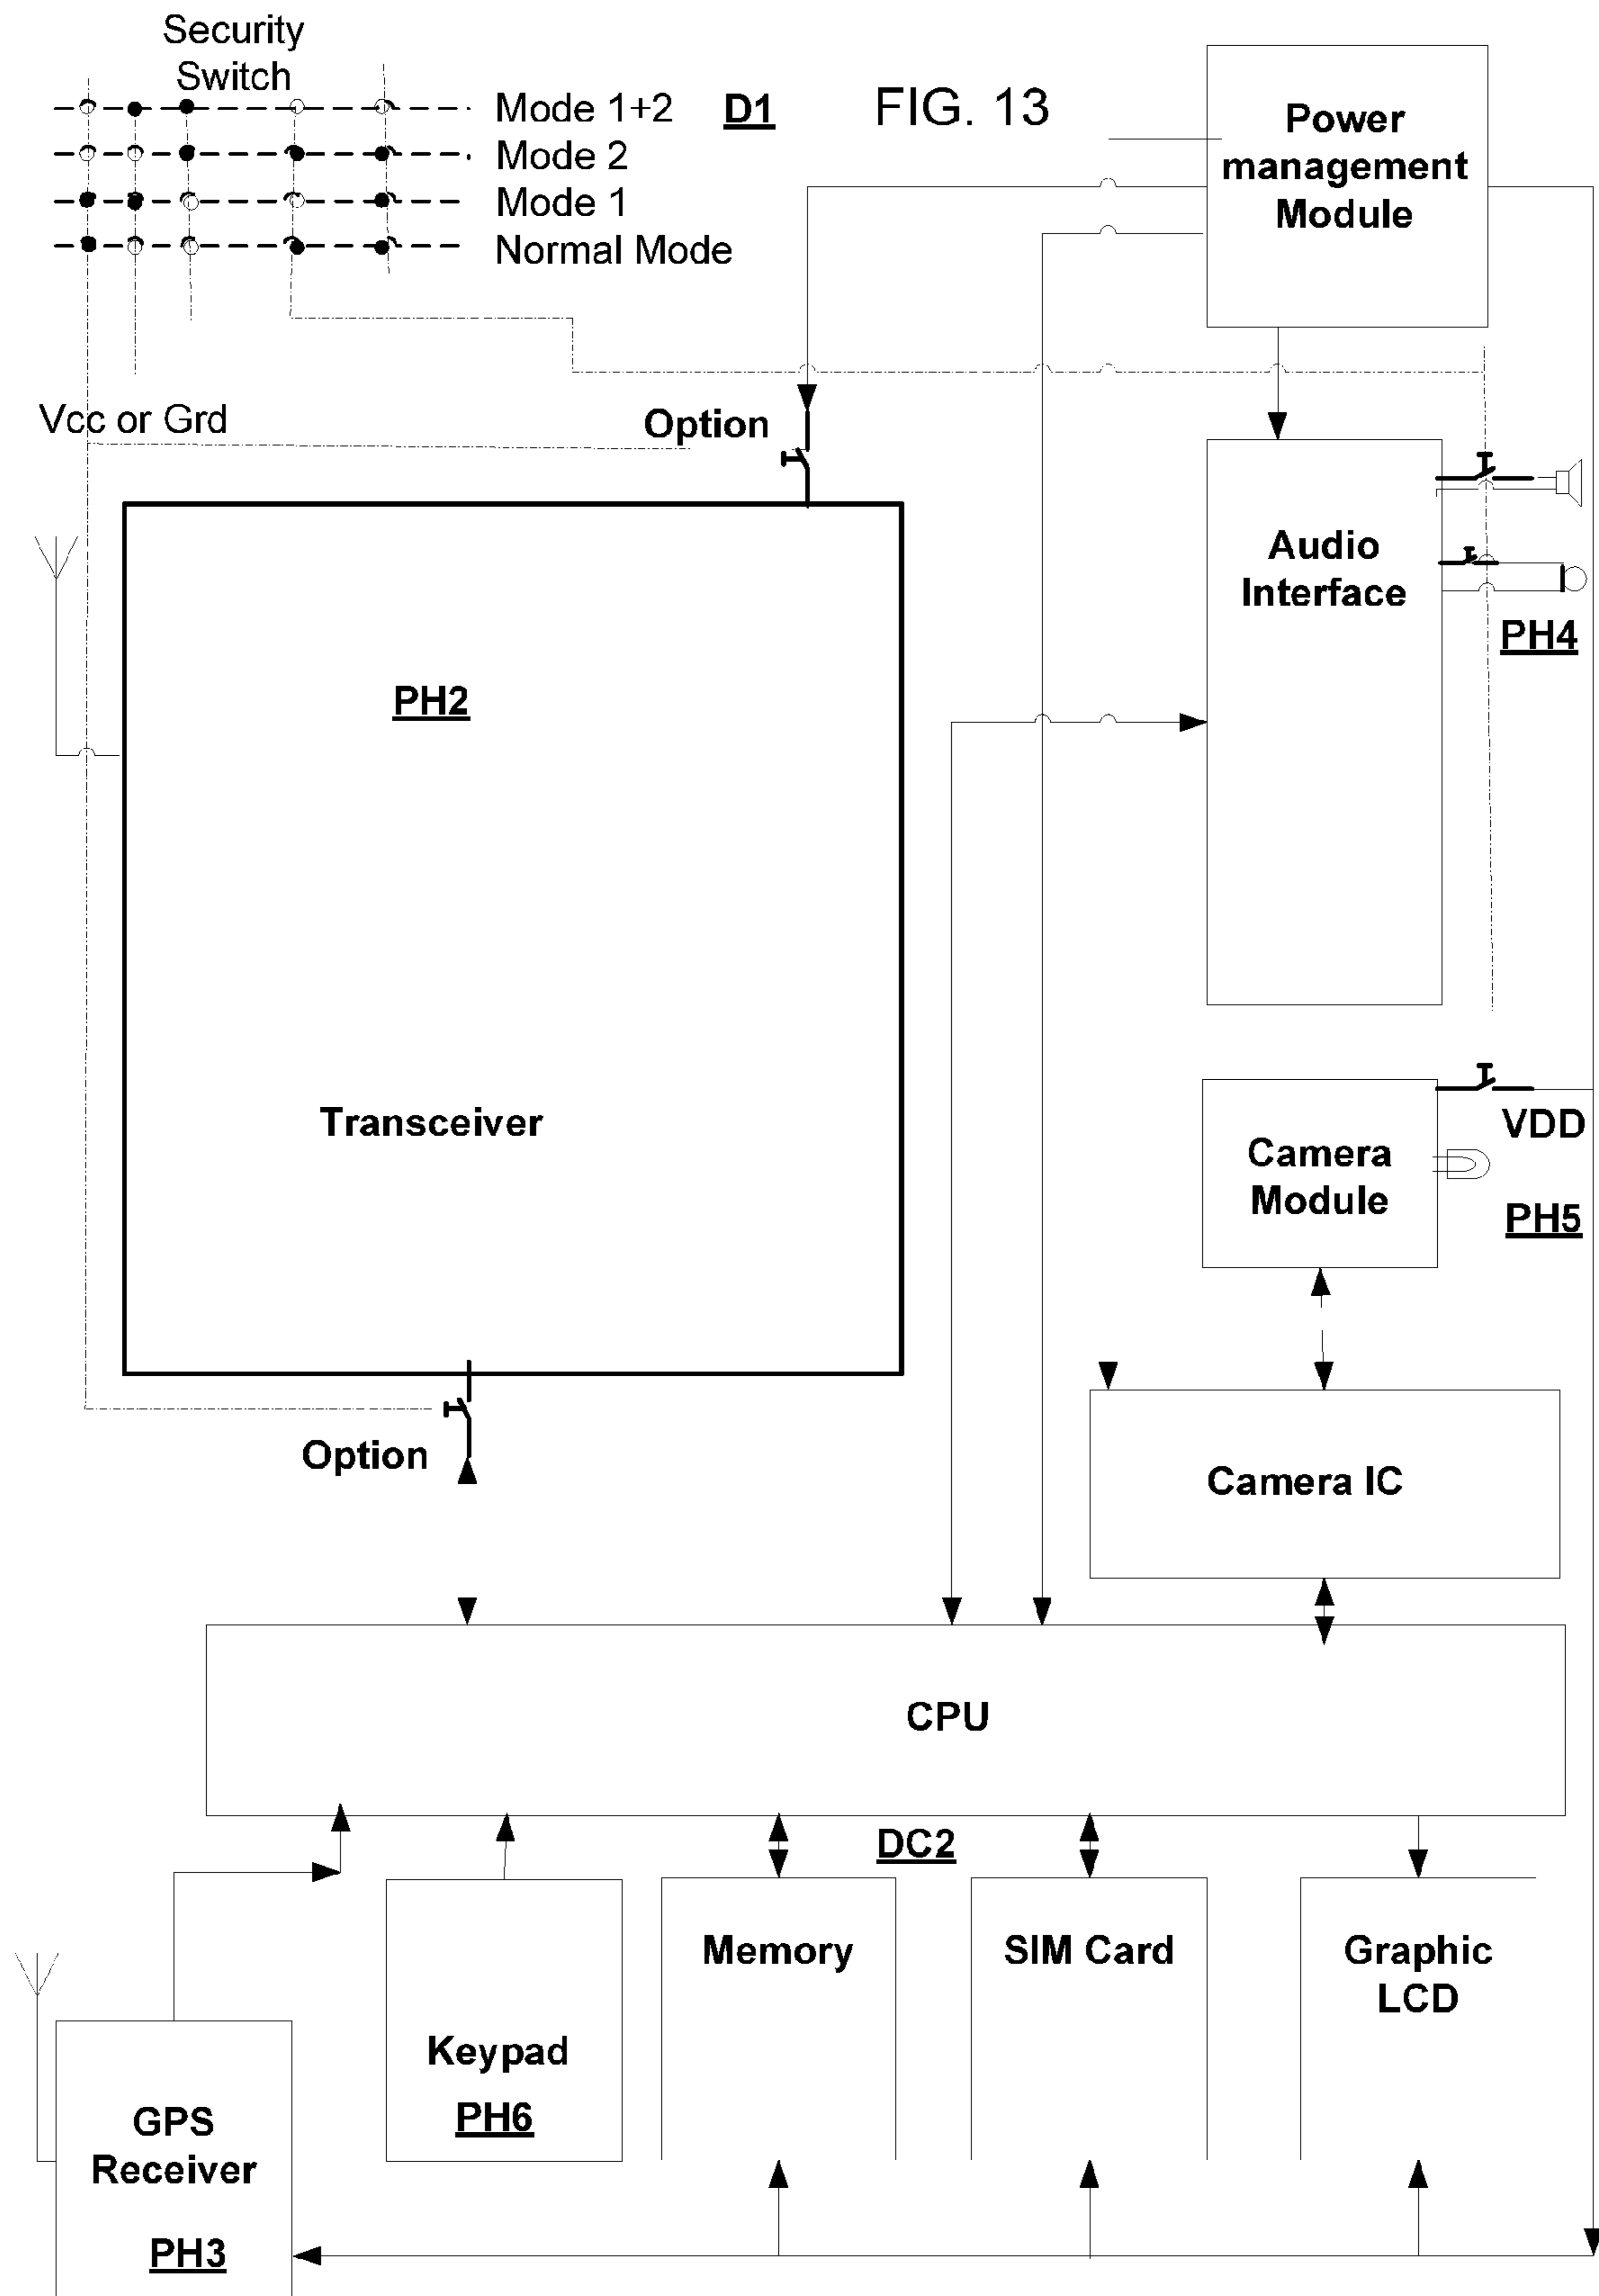 Security
Switch
Mode 1+2
D1
FIG. 13
Mode 2
Mode 1
Normal Mode
Power
management
Module
Vcc or Grd
Option
Audio
Interface
PH4
PH2
Transceiver
VDD
Camera
Module
PH5
Option
Camera IC
CPU
DC2
Memory
SIM Card
Graphic
LCD
Keypad
PH6
GPS
Receiver
PH3